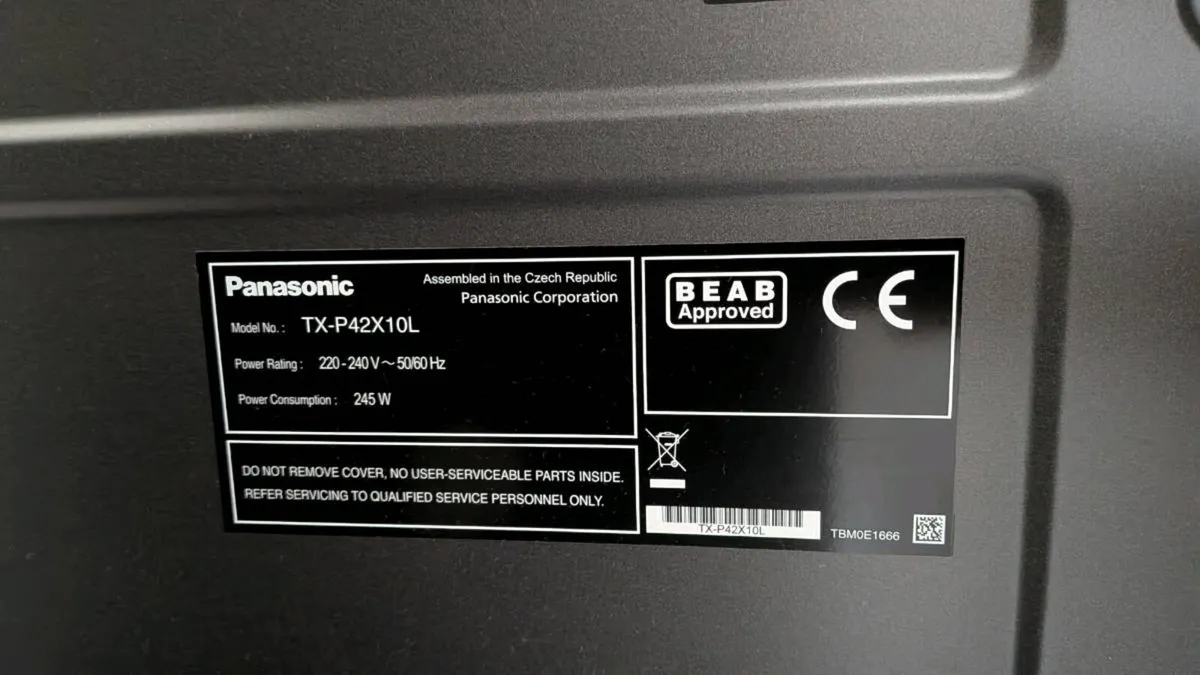 Panasonic
Assembled in the Czech Republic
Panasonic Corporation
Model No. : TX-P42X10L
Power Rating : 220 - 240 V ~ 50/60 Hz
Power Consumption : 245 W
DO NOT REMOVE COVER, NO USER-SERVICEABLE PARTS INSIDE.
REFER SERVICING TO QUALIFIED SERVICE PERSONNEL ONLY.
BEAB
Approved
CE
TX-P42X10L
TBM0E1666